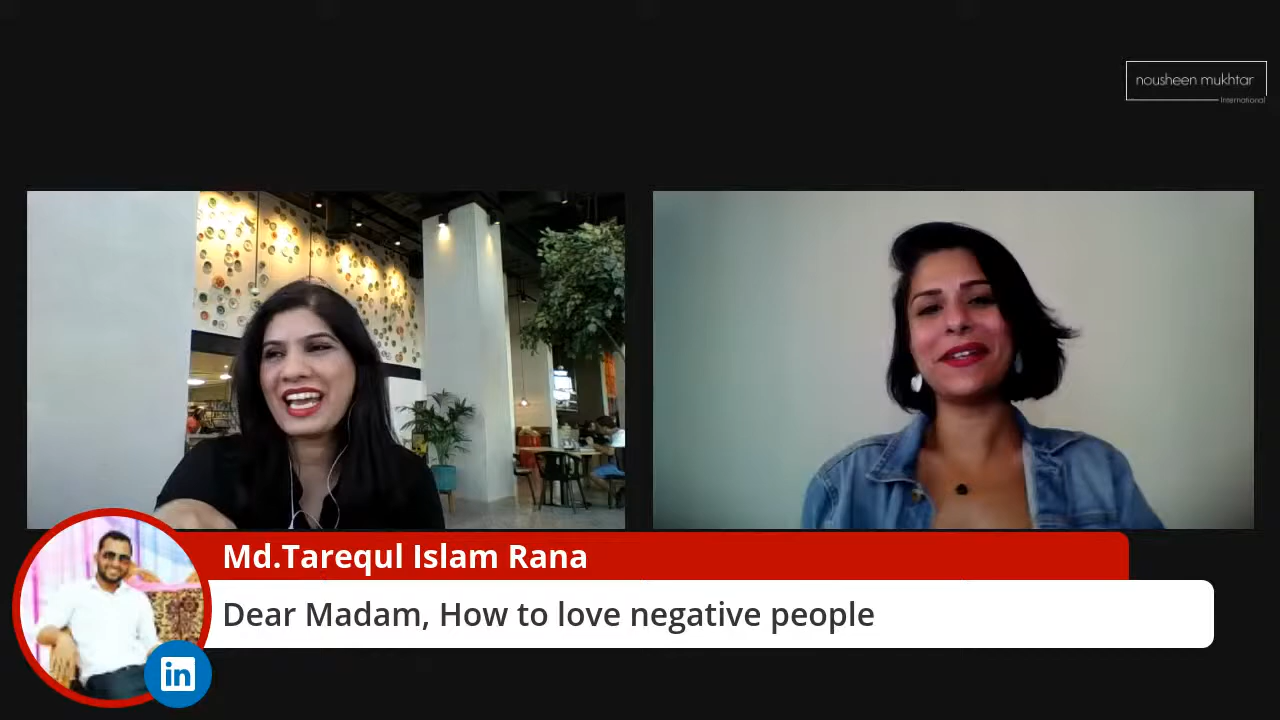 nousheen mukhtar
International
Md.Tarequl Islam Rana
Dear Madam, How to love negative people
in